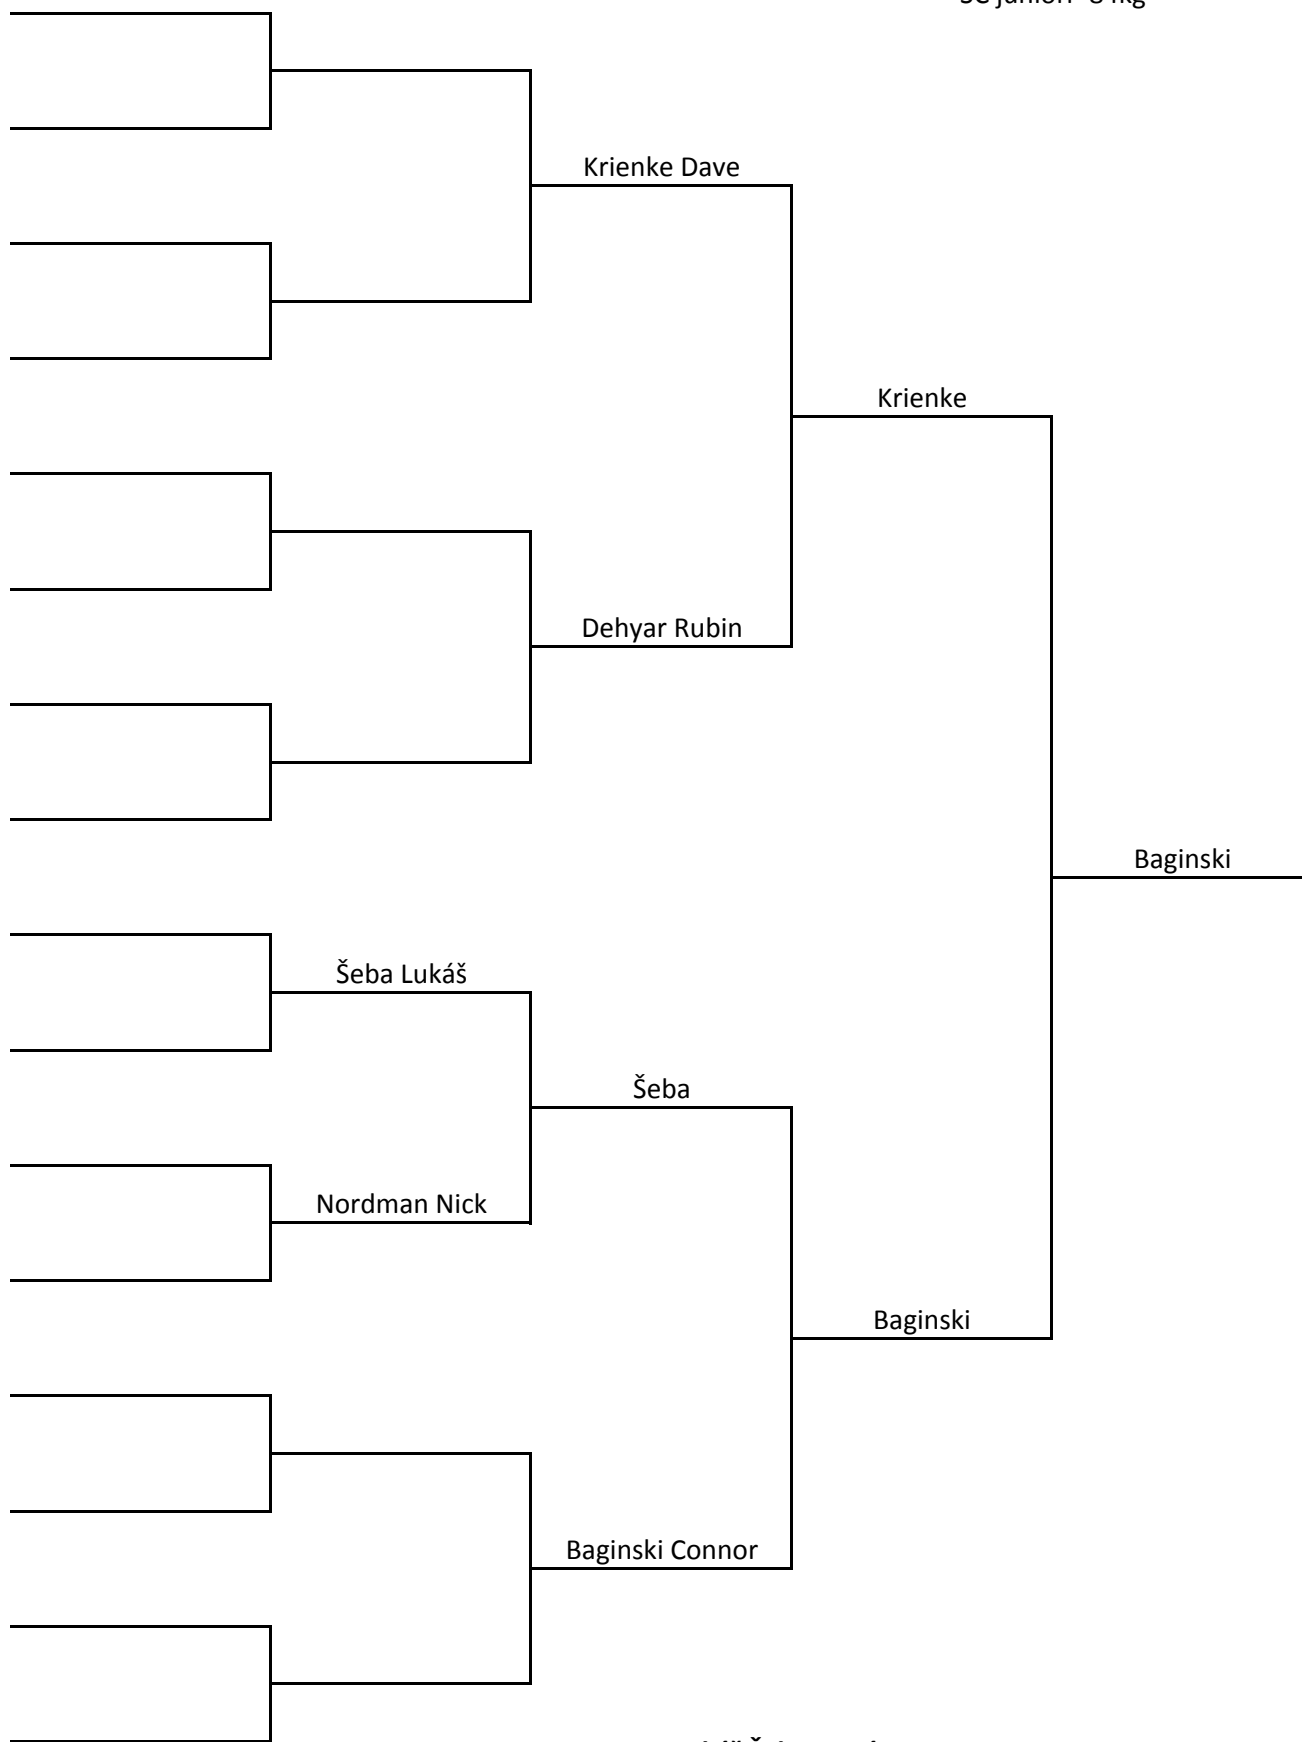 Krienke Dave
Krienke
Dehyar Rubin
Baginski
Šeba Lukáš
Šeba
Nordman Nick
Baginski
Baginski Connor